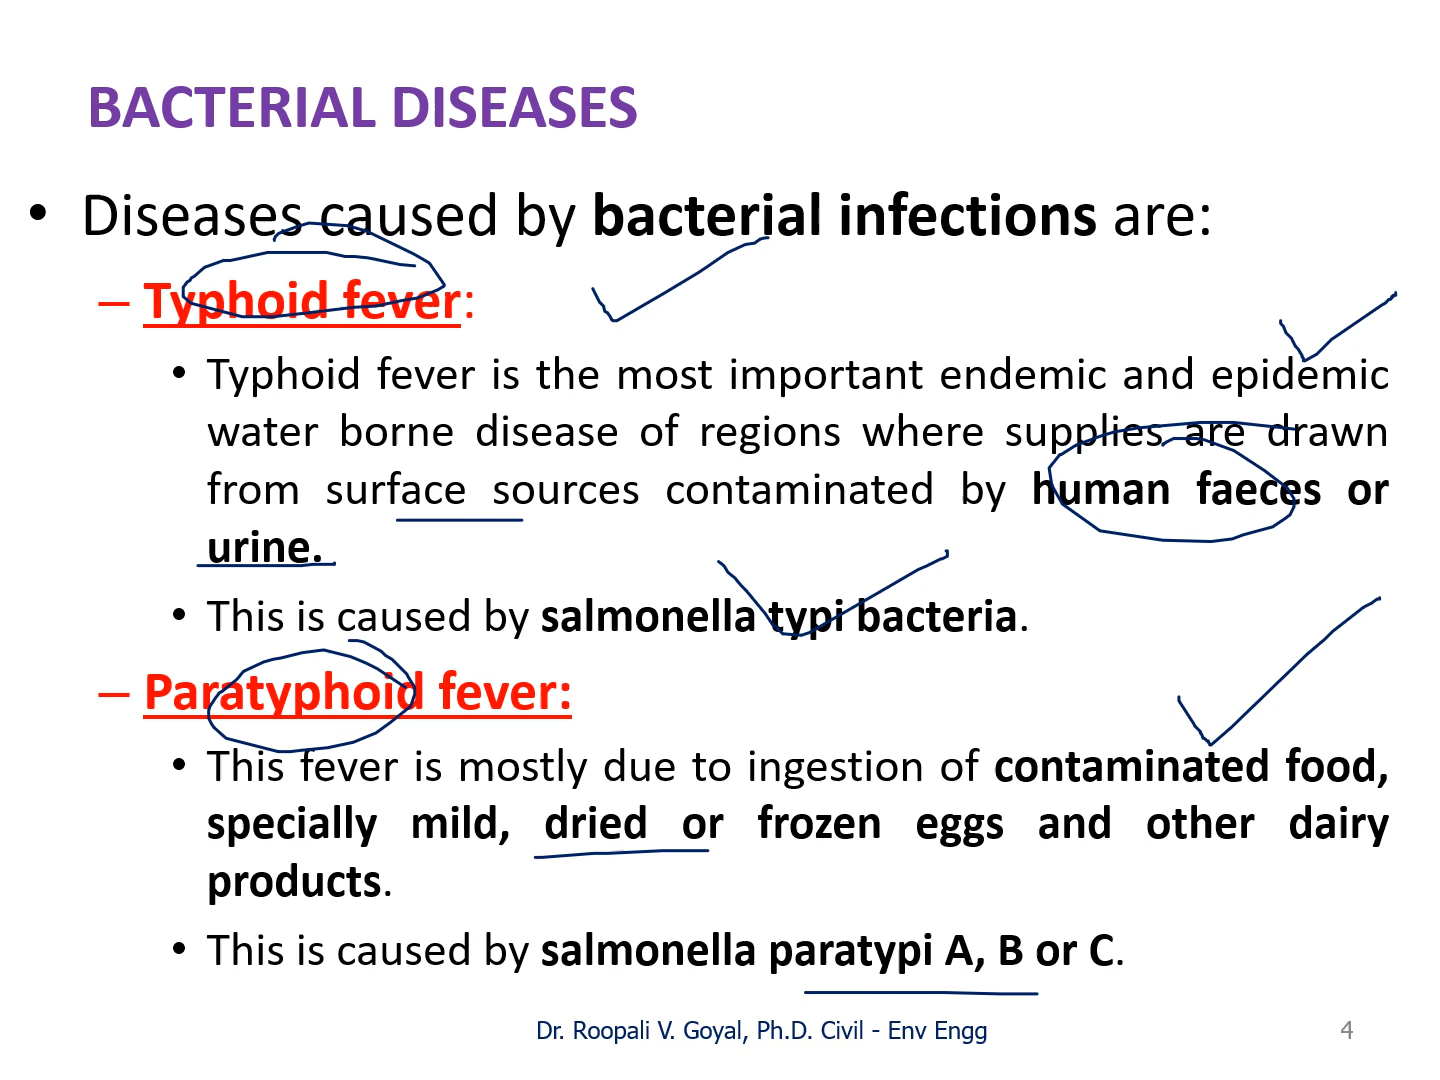 BACTERIAL DISEASES
• Diseases caused by bacterial infections are:
– Typhoid fever:
• Typhoid fever is the most important endemic and epidemic
water borne disease of regions where supplies are drawn
from surface sources contaminated by human faeces or
urine.
• This is caused by salmonella typi bacteria.
– Paratyphoid fever:
• This fever is mostly due to ingestion of contaminated food,
specially mild, dried or frozen eggs and other dairy
products.
• This is caused by salmonella paratypi A, B or C.
Dr. Roopali V. Goyal, Ph.D. Civil - Env Engg
4